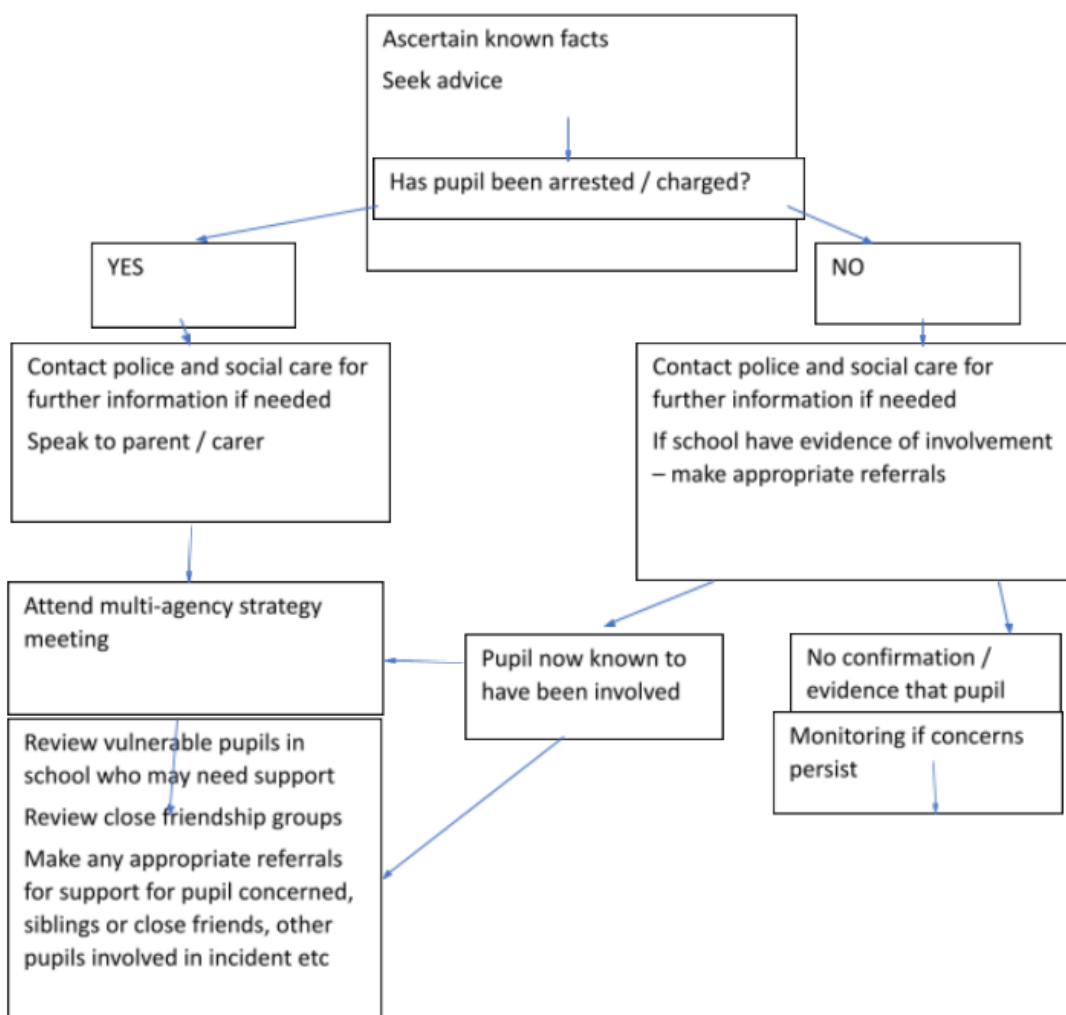 Ascertain known facts
Seek advice
Has pupil been arrested / charged?
YES
NO
Contact police and social care for
further information if needed
Speak to parent / carer
Contact police and social care for
further information if needed
If school have evidence of involvement
– make appropriate referrals
Attend multi-agency strategy
meeting
Pupil now known to
have been involved
No confirmation /
evidence that pupil
Monitoring if concerns
persist
Review vulnerable pupils in
school who may need support
Review close friendship groups
Make any appropriate referrals
for support for pupil concerned,
siblings or close friends, other
pupils involved in incident etc